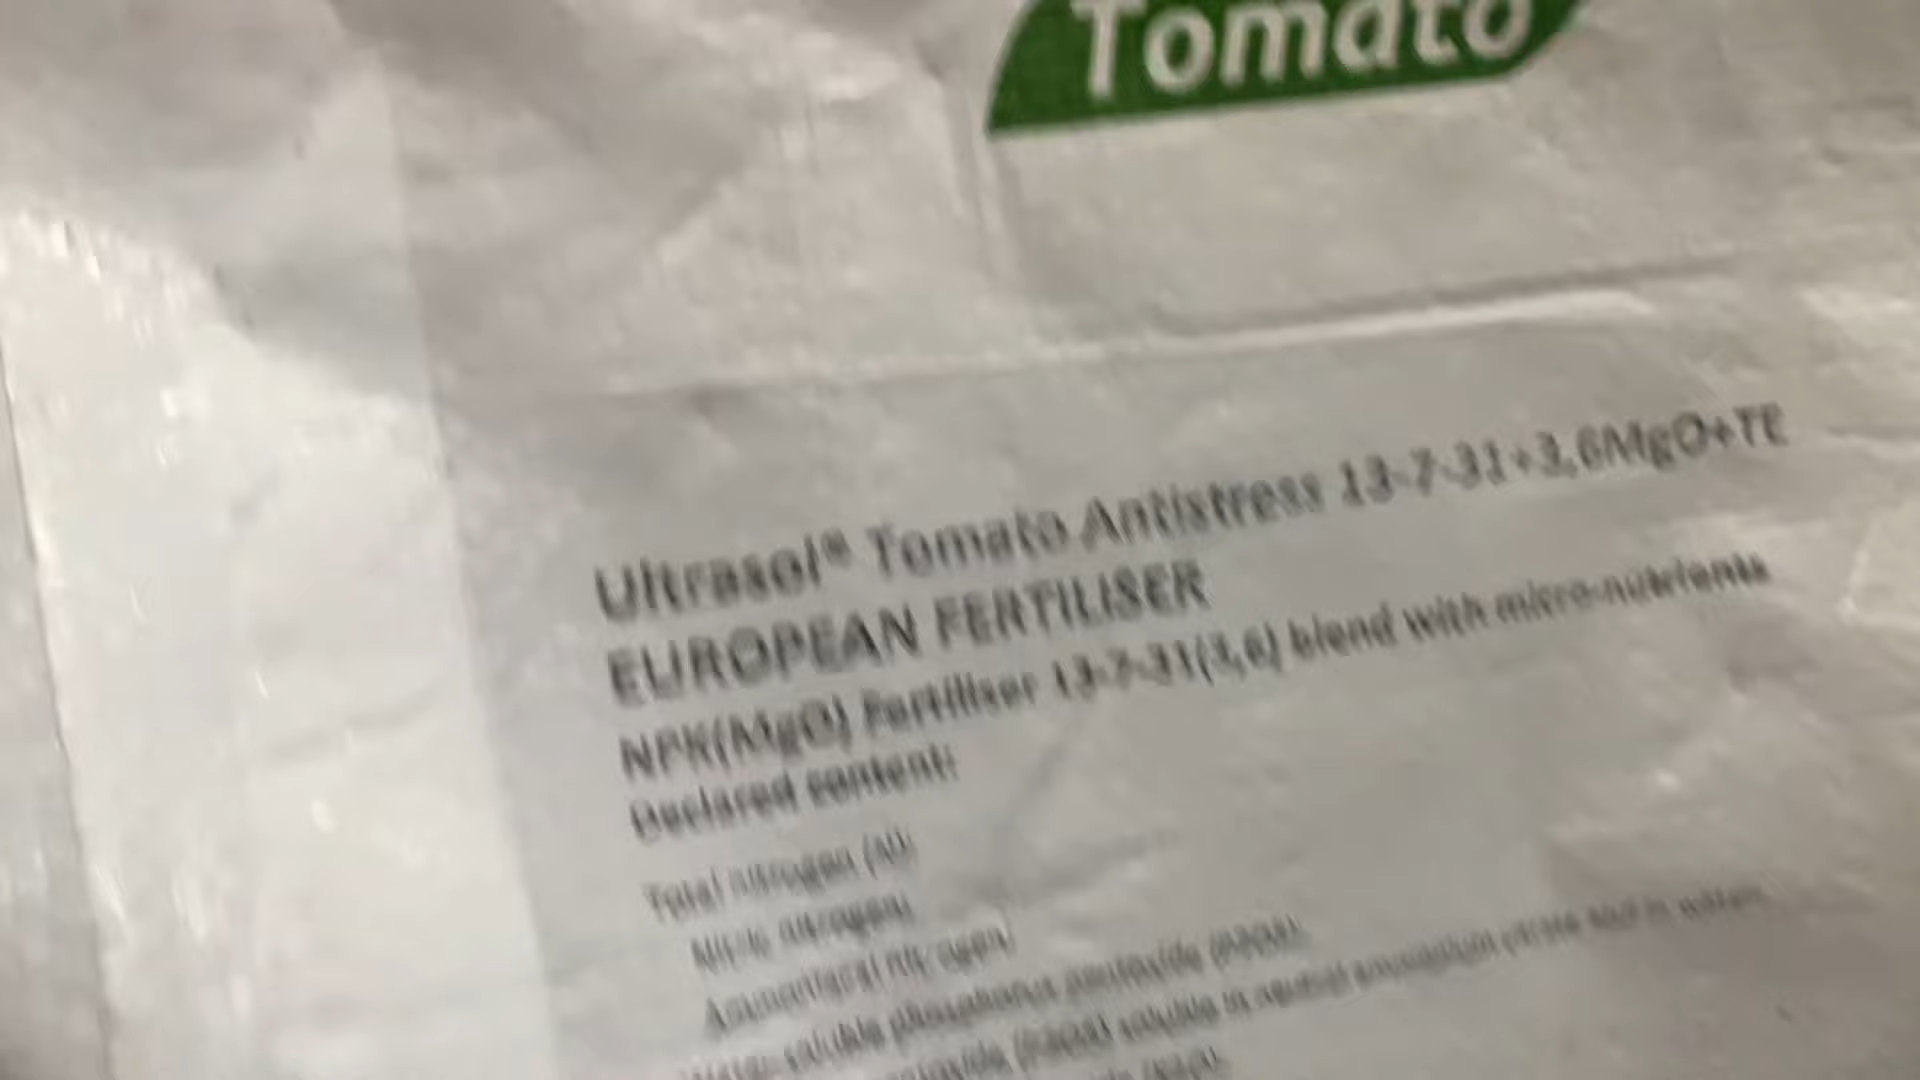 Tomato
Ultrasol® Tomato Antistress 13-7-31+3,6MgO+TE
EUROPEAN FERTILISER
NPK(MgO) Fertiliser 13-7-31(3,6) blend with micro-nutrients
Declared content:
Total nitrogen (N):
Nitric nitrogen:
Ammoniacal nitrogen:
soluble phosphorus pentoxide (P2O5):
pentoxide (P2O5) soluble in neutral ammonium citrate and in water: